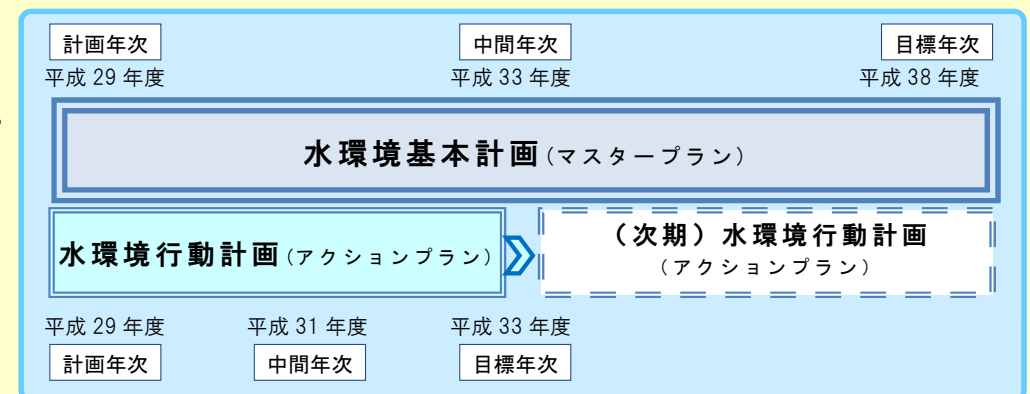 計画年次 中間年次 目標年次
平成 29 年度 平成 33 年度 平成 38 年度
水環境基本計画(マスタープラン)
水環境行動計画(アクションプラン)
(次期)水環境行動計画
(アクションプラン)
平成 29 年度 平成 31 年度 平成 33 年度
計画年次 中間年次 目標年次